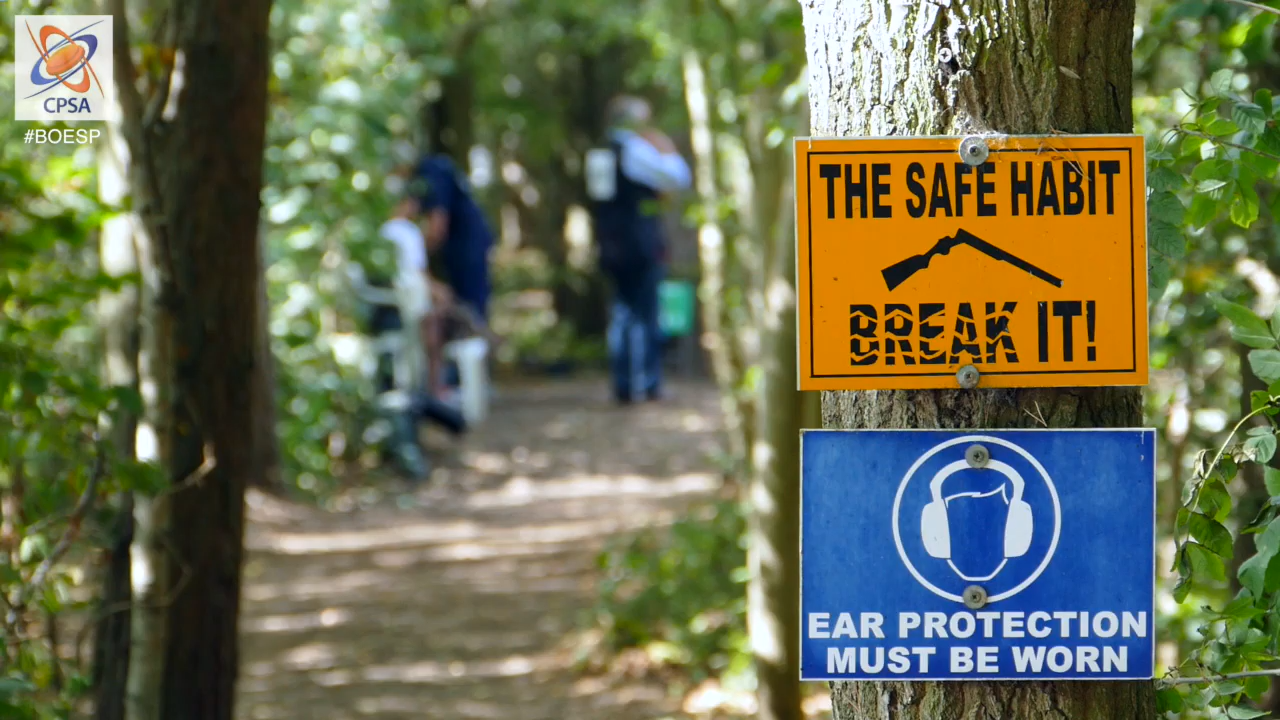 CPSA
#BOESP
THE SAFE HABIT
BREAK IT!
EAR PROTECTION
MUST BE WORN